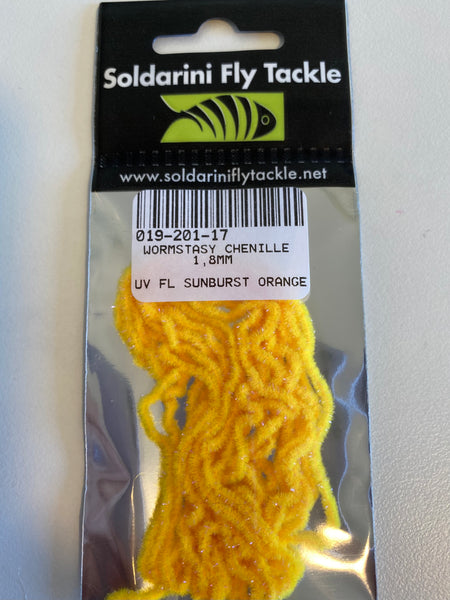 Soldarini Fly Tackle
www.soldariniflytackle.net
019-201-17
WORMSTASY CHENILLE
1,8MM
UV FL SUNBURST ORANGE